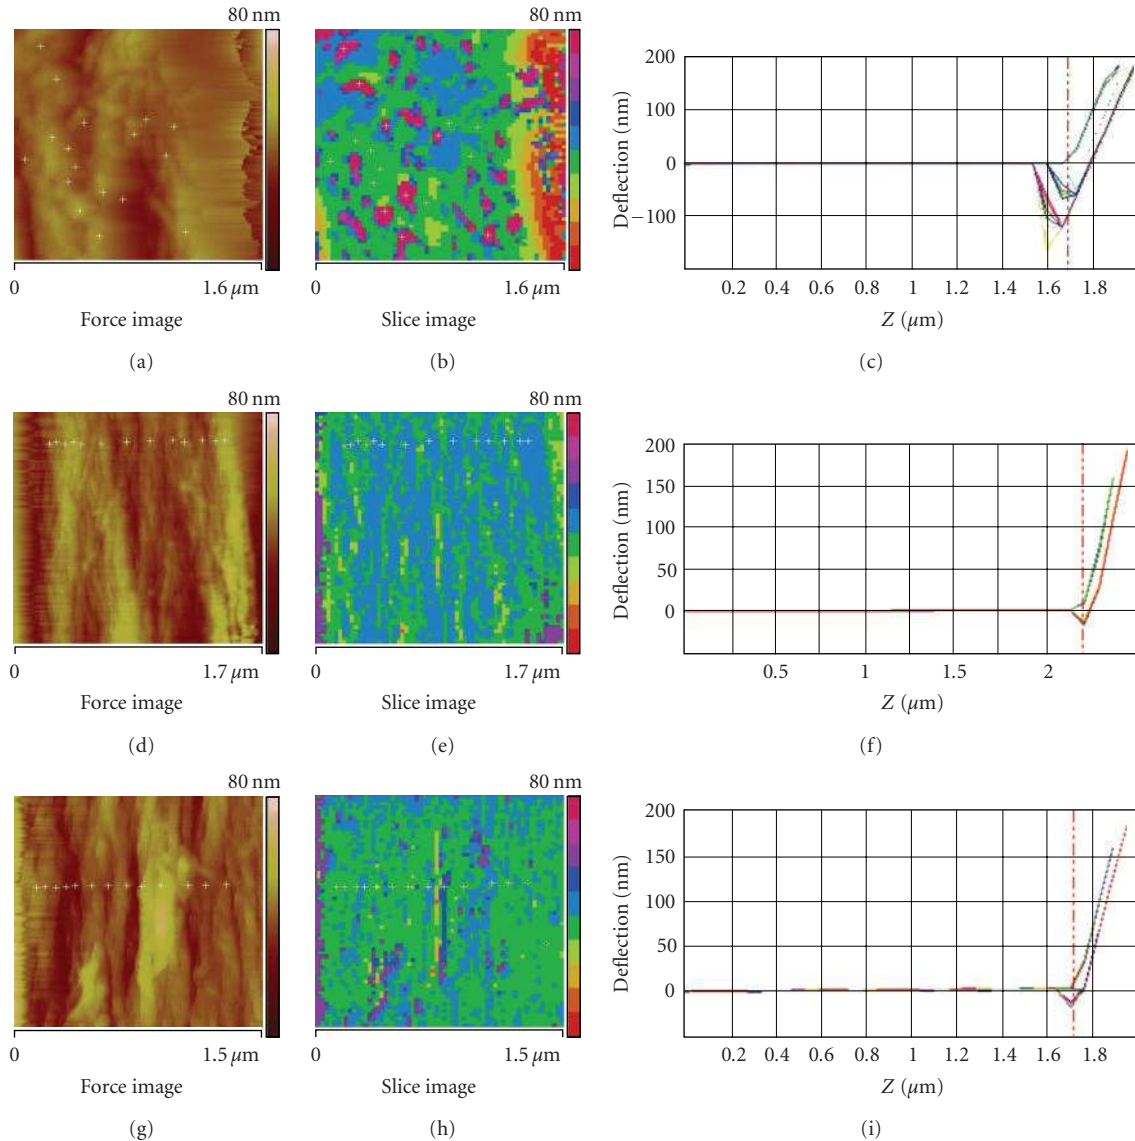 80 nm
80 nm
200
100
0
−100
Deflection (nm)
0
1.6 μm
0
1.6 μm
0.2
0.4
0.6
0.8
1
1.2
1.4
1.6
1.8
Force image
Slice image
Z (μm)
(a)
(b)
(c)
80 nm
80 nm
200
150
100
50
0
Deflection (nm)
0
1.7 μm
0
1.7 μm
0.5
1
1.5
2
Force image
Slice image
Z (μm)
(d)
(e)
(f)
80 nm
80 nm
200
150
100
50
0
Deflection (nm)
0
1.5 μm
0
1.5 μm
0.2
0.4
0.6
0.8
1
1.2
1.4
1.6
1.8
Force image
Slice image
Z (μm)
(g)
(h)
(i)